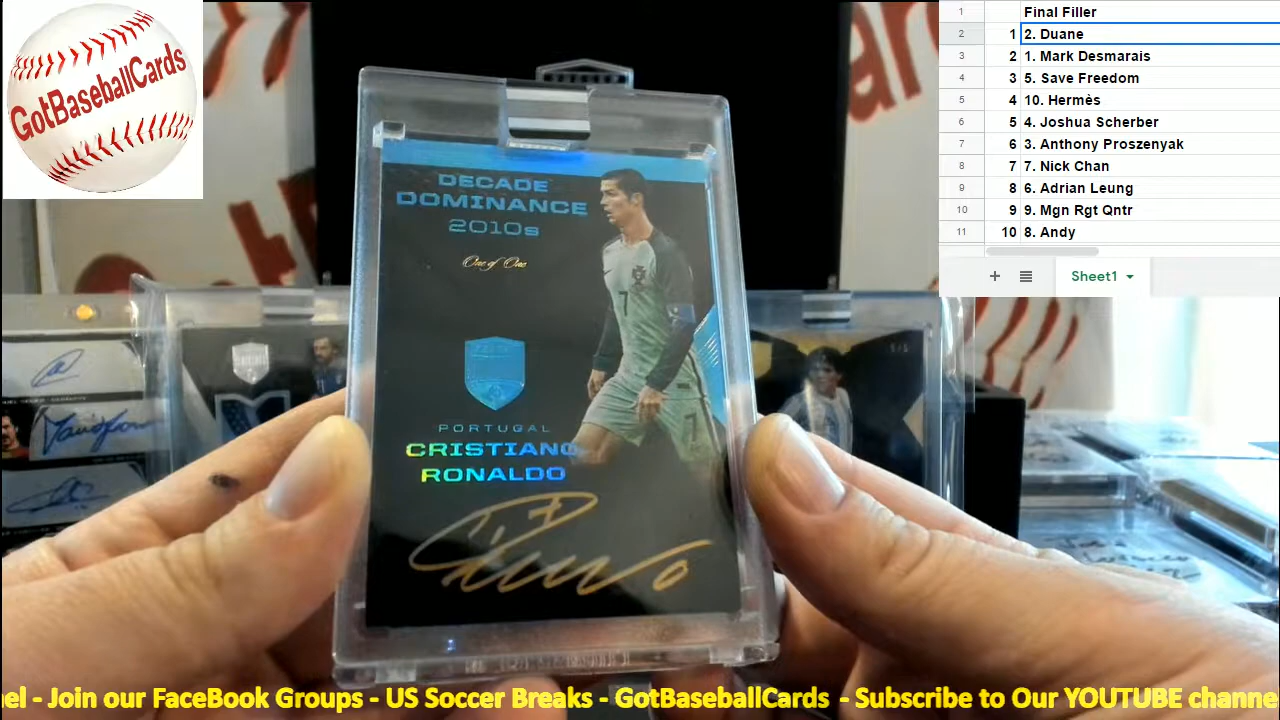 GotBaseballCards
DECADE
DOMINANCE
2010s
One of One
PORTUGAL
CRISTIANO
RONALDO
7
7
1 Final Filler
2 1 2. Duane
3 2 1. Mark Desmarais
4 3 5. Save Freedom
5 4 10. Hermès
6 5 4. Joshua Scherber
7 6 3. Anthony Proszenyak
8 7 7. Nick Chan
9 8 6. Adrian Leung
10 9 9. Mgn Rgt Qntr
11 10 8. Andy
+ Sheet1
nel - Join our FaceBook Groups - US Soccer Breaks - GotBaseballCards - Subscribe to Our YOUTUBE channe